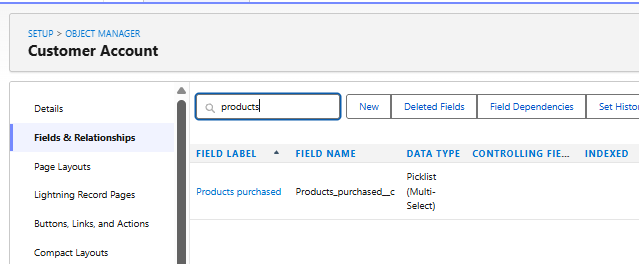 SETUP > OBJECT MANAGER
Customer Account
Details
Fields & Relationships
Page Layouts
Lightning Record Pages
Buttons, Links, and Actions
Compact Layouts
products
New
Deleted Fields
Field Dependencies
Set Histo
FIELD LABEL
FIELD NAME
DATA TYPE
CONTROLLING FIE...
INDEXED
Products purchased
Products_purchased__c
Picklist
(Multi-
Select)